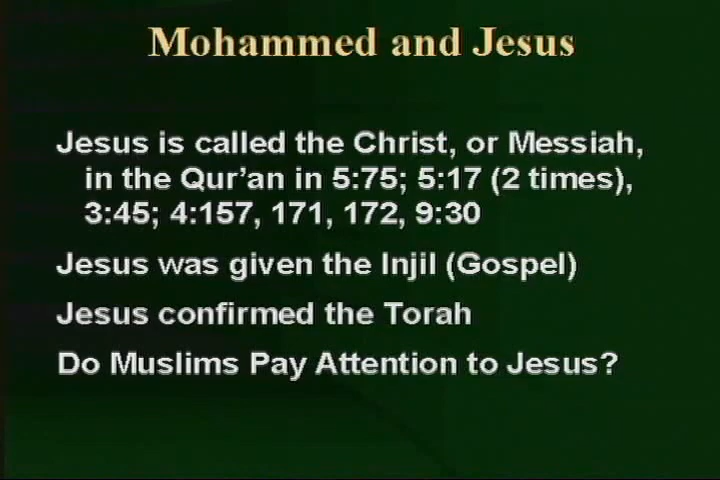 Mohammed and Jesus
Jesus is called the Christ, or Messiah,
in the Qur'an in 5:75; 5:17 (2 times),
3:45; 4:157, 171, 172, 9:30
Jesus was given the Injil (Gospel)
Jesus confirmed the Torah
Do Muslims Pay Attention to Jesus?